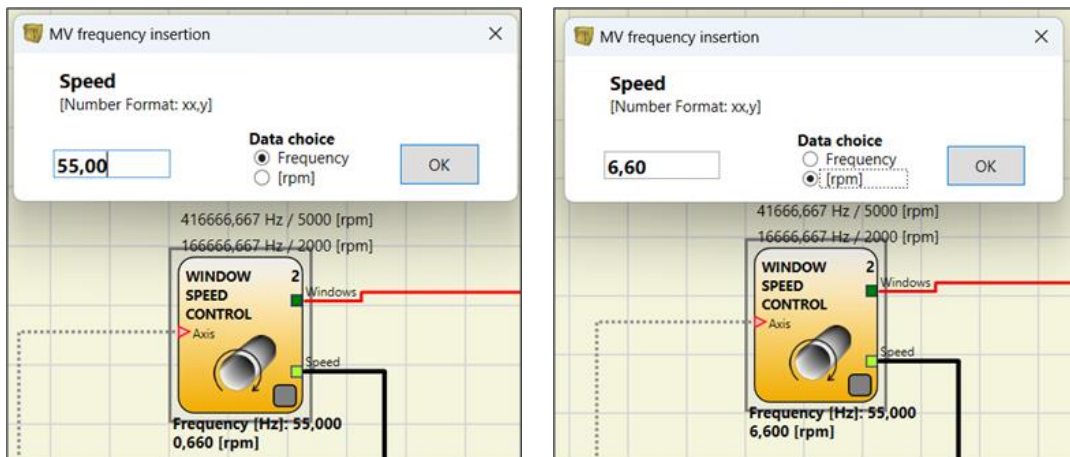 MV frequency insertion
Speed
[Number Format: xx,y]
Data choice
55,00
Frequency
[rpm]
OK
416666,667 Hz / 5000 [rpm]
166666,667 Hz / 2000 [rpm]
WINDOW 2
SPEED
CONTROL
Windows
Axis
Speed
Frequency [Hz]: 55,000
0,660 [rpm]
MV frequency insertion
Speed
[Number Format: xx,y]
Data choice
6,60
Frequency
[rpm]
OK
41666,667 Hz / 5000 [rpm]
16666,667 Hz / 2000 [rpm]
WINDOW 2
SPEED
CONTROL
Windows
Axis
Speed
Frequency [Hz]: 55,000
6,600 [rpm]